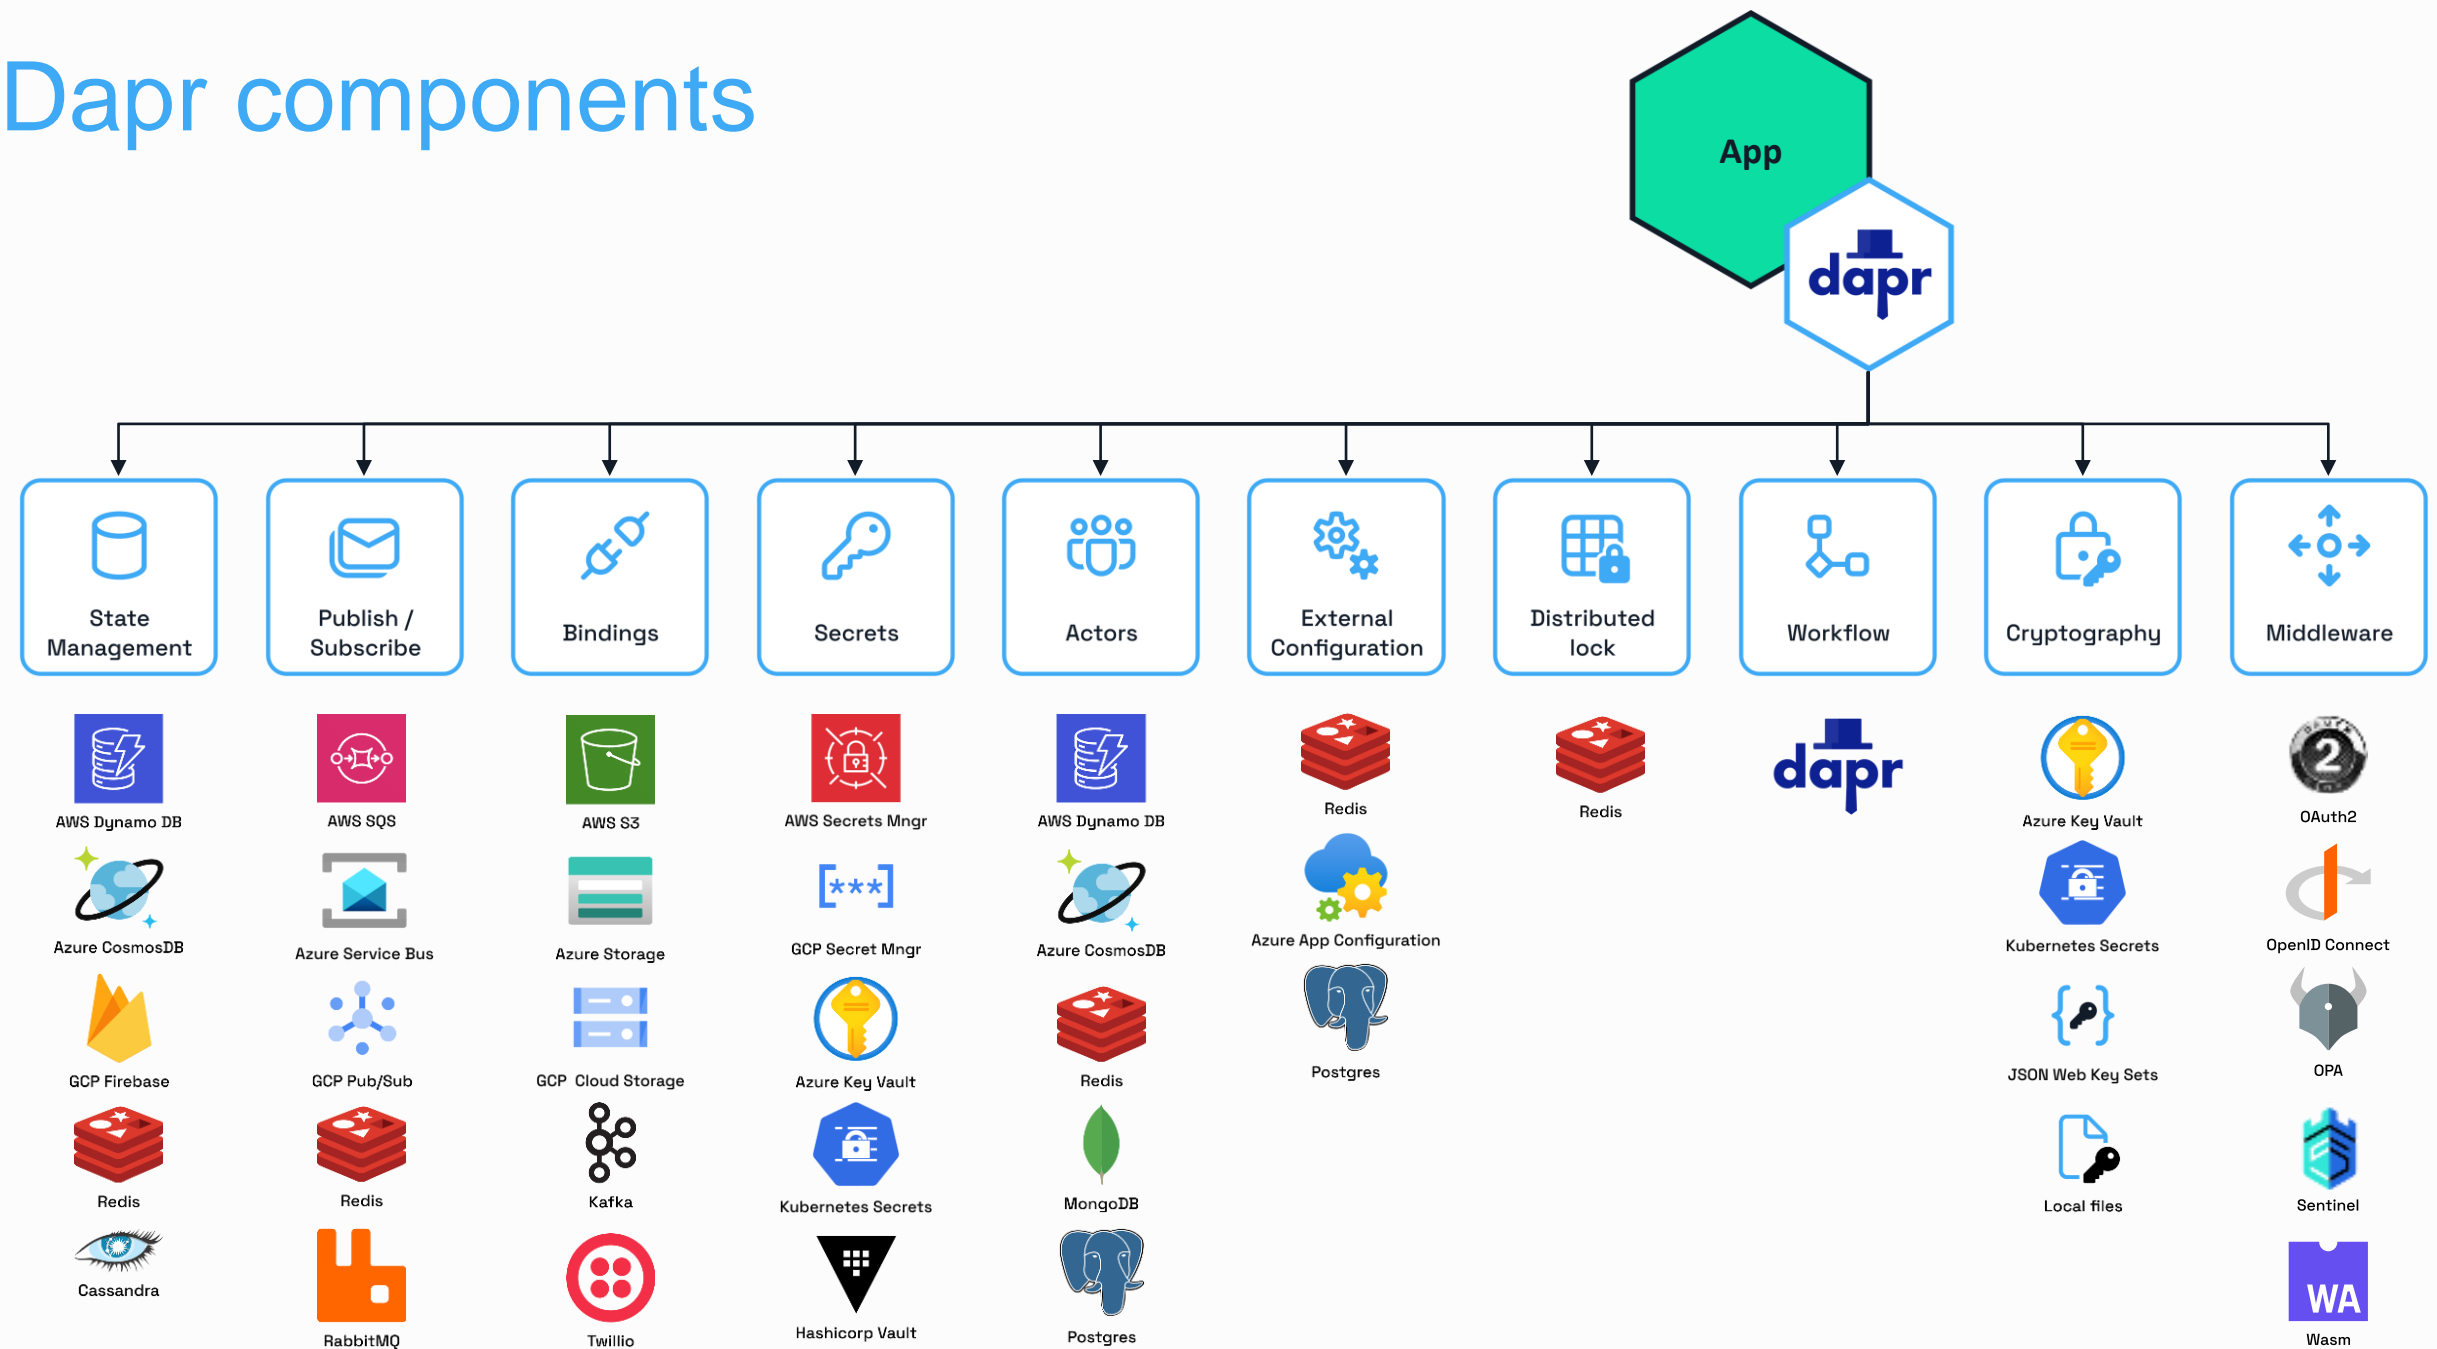 Dapr components
App
dapr
State
Management
Publish /
Subscribe
Bindings
Secrets
Actors
External
Configuration
Distributed
lock
Workflow
Cryptography
Middleware
AWS Dynamo DB
Azure CosmosDB
GCP Firebase
Redis
Cassandra
AWS SQS
Azure Service Bus
GCP Pub/Sub
Redis
RabbitMQ
AWS S3
Azure Storage
GCP Cloud Storage
Kafka
Twillio
AWS Secrets Mngr
[***]
GCP Secret Mngr
Azure Key Vault
Kubernetes Secrets
Hashicorp Vault
AWS Dynamo DB
Azure CosmosDB
Redis
MongoDB
Postgres
Redis
Azure App Configuration
Postgres
Redis
dapr
Azure Key Vault
Kubernetes Secrets
JSON Web Key Sets
Local files
2
OAuth2
OpenID Connect
OPA
Sentinel
WA
Wasm